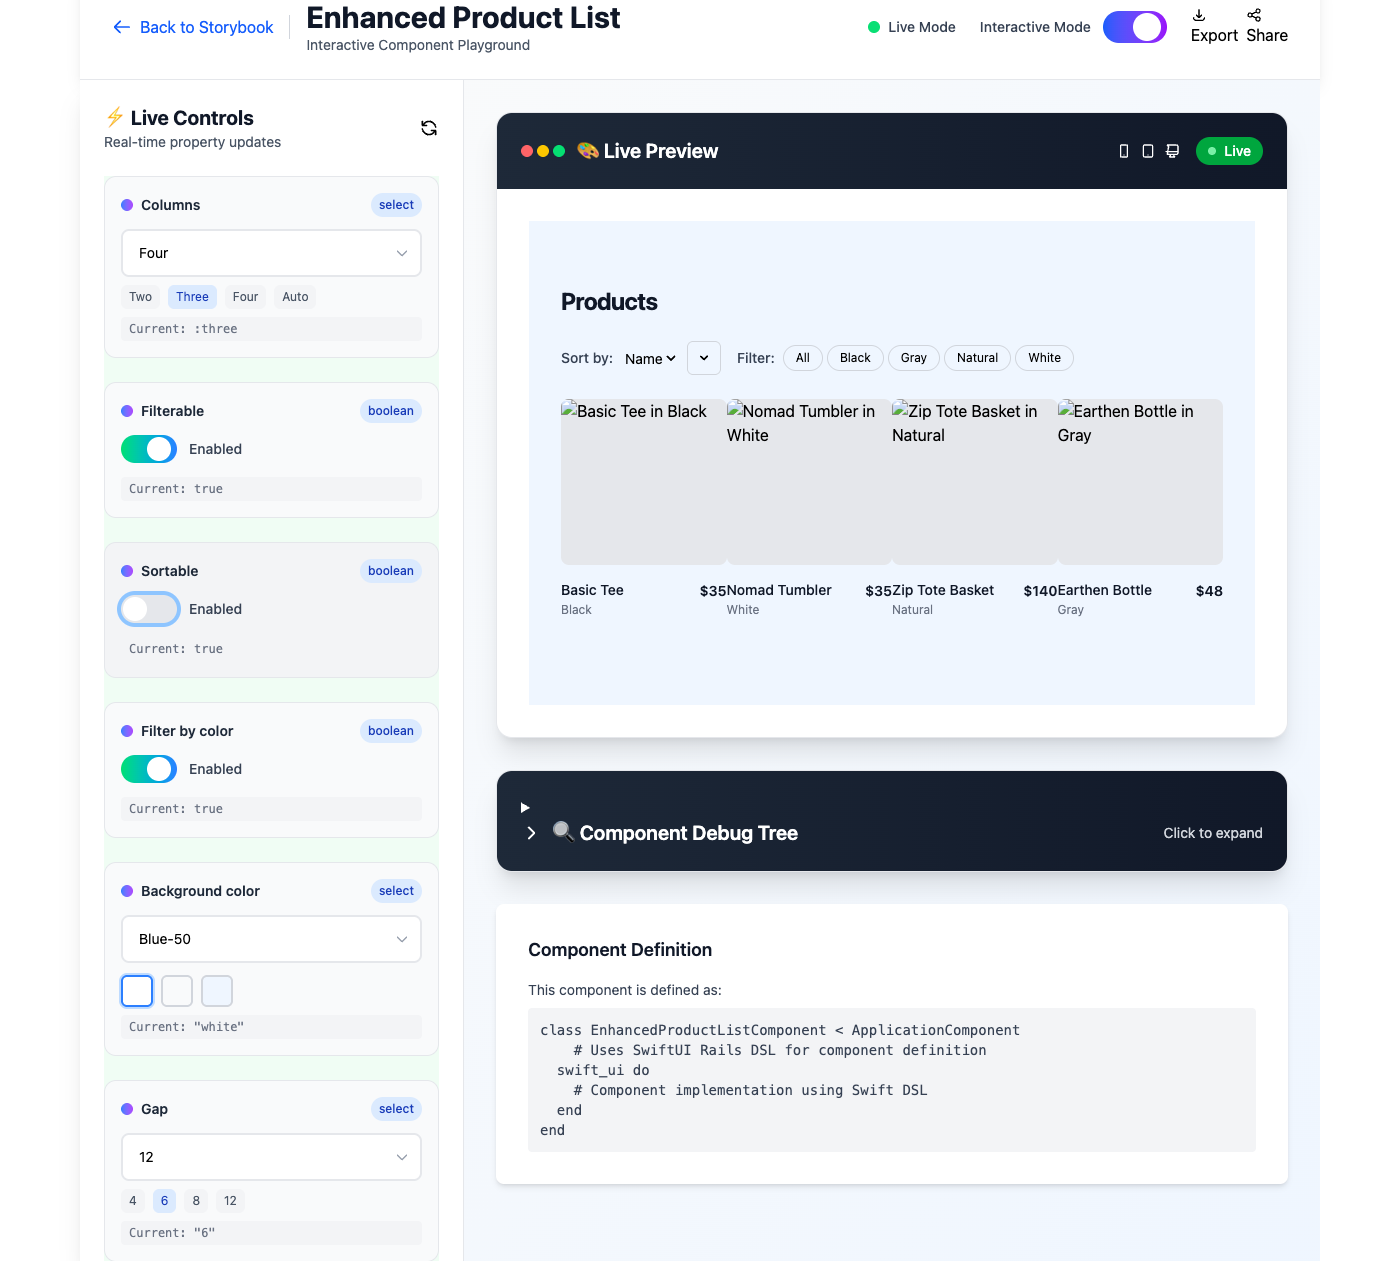 Back to Storybook
Enhanced Product List
Interactive Component Playground
Live Mode
Interactive Mode
Export
Share
⚡ Live Controls
Real-time property updates
Columns
select
Four
Two Three Four Auto
Current: :three
Filterable
boolean
Enabled
Current: true
Sortable
boolean
Enabled
Current: true
Filter by color
boolean
Enabled
Current: true
Background color
select
Blue-50
Current: "white"
Gap
select
12
4 6 8 12
Current: "6"
🎨 Live Preview
Live
Products
Sort by: Name Filter: All Black Gray Natural White
Basic Tee in Black
Nomad Tumbler in
White
Zip Tote Basket in
Natural
Earthen Bottle in
Gray
Basic Tee $35
Black
Nomad Tumbler $35
White
Zip Tote Basket $140
Natural
Earthen Bottle $48
Gray
🔍 Component Debug Tree
Click to expand
Component Definition
This component is defined as:
class EnhancedProductListComponent < ApplicationComponent
    # Uses SwiftUI Rails DSL for component definition
  swift_ui do
    # Component implementation using Swift DSL
  end
end